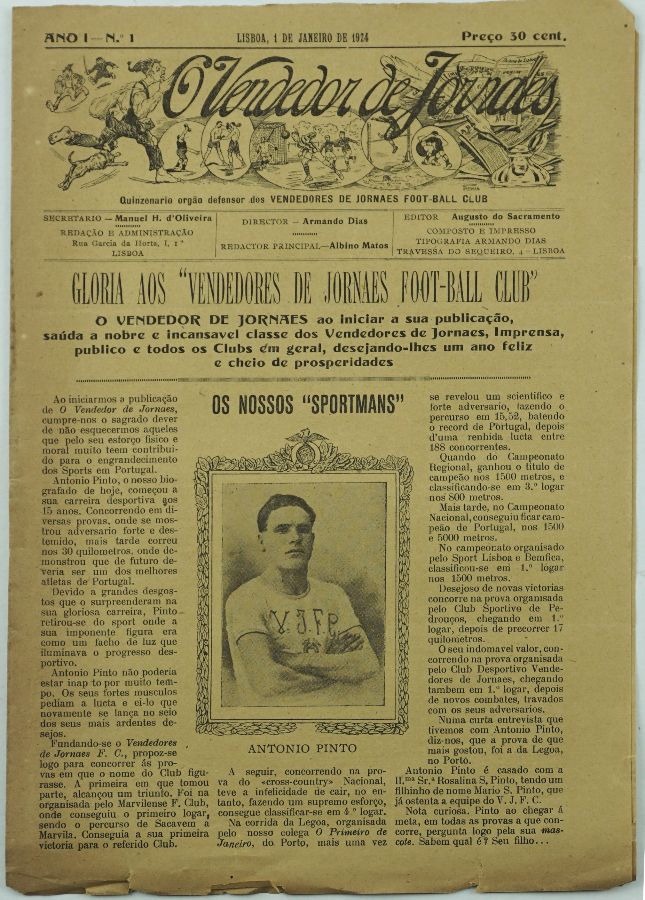 ANO I — N.º 1
LISBOA, 1 DE JANEIRO DE 1924
Preço 30 cent.
O Vendedor de Jornaes
Quinzenario orgão defensor dos VENDEDORES DE JORNAES FOOT-BALL CLUB
SECRETARIO — Manuel H. d'Oliveira
REDAÇÃO E ADMINISTRAÇÃO
Rua Garcia da Horta, 1, 1º
LISBOA
DIRECTOR — Armando Dias
REDACTOR PRINCIPAL — Albino Matos
EDITOR Augusto do Sacramento
COMPOSTO E IMPRESSO
TIPOGRAFIA ARMANDO DIAS
TRAVESSA DO SEQUEIRO, 4 — LISBOA
GLORIA AOS "VENDEDORES DE JORNAES FOOT-BALL CLUB"
O VENDEDOR DE JORNAES ao iniciar a sua publicação,
saúda a nobre e incansavel classe dos Vendedores de Jornaes, Imprensa,
publico e todos os Clubs em geral, desejando-lhes um ano feliz
e cheio de prosperidades
Ao iniciarmos a publicação
de O Vendedor de Jornaes,
cumpre-nos o sagrado dever
de não esquecermos aqueles
que pelo seu esforço fisico e
moral muito teem contribui-
do para o engrandecimento
dos Sports em Portugal.
Antonio Pinto, o nosso bio-
grafado de hoje, começou a
sua carreira desportiva aos
15 anos. Concorrendo em di-
versas provas, onde se mos-
trou adversario forte e des-
temido, mais tarde correu
nos 30 quilometros, onde de-
monstrou que de futuro de-
veria ser um dos melhores
atletas de Portugal.
Devido a grandes desgos-
tos que o surpreenderam na
sua gloriosa carreira, Pinto
retirou-se do sport onde a
sua imponente figura era
como um facho de luz que
iluminava o progresso des-
portivo.
Antonio Pinto não poderia
estar inap to por muito tem-
po. Os seus fortes musculos
pediam a lucta e ei-lo que
novamente se lança no seio
dos seus mais ardentes de-
sejos.
Fundando-se o Vendedores
de Jornaes F. C., propoz-se
logo para concorrer ás pro-
vas em que o nome do Club figu-
rasse. A primeira em que tomou
parte, alcançou um triunfo. Foi na
organisada pelo Marvilense F. Club,
onde conseguiu o primeiro logar,
sendo o percurso de Sacavem a
Marvila. Conseguia a sua primeira
victoria para o referido Club.
OS NOSSOS "SPORTMANS"
V.J.F.C.
ANTONIO PINTO
A seguir, concorrendo na pro-
va do «cross-country» Nacional,
teve a infelicidade de cair, no en-
tanto, fazendo um supremo esforço,
consegue classificar-se em 4.º logar.
Na corrida da Legoa, organisada
pelo nosso colega O Primeiro de
Janeiro, do Porto, mais uma vez
se revelou um scientifico e
forte adversario, fazendo o
percurso em 15,52, batendo
o record de Portugal, depois
d'uma renhida lucta entre
188 concorrentes.
Quando do Campeonato
Regional, ganhou o titulo de
campeão nos 1500 metros, e
classificando-se em 3.º logar
nos 800 metros.
Mais tarde, no Campeonato
Nacional, conseguiu ficar cam-
peão de Portugal, nos 1500
e 5000 metros.
No campeonato organisado
pelo Sport Lisboa e Bemfica,
classificou-se em 1.º logar
nos 1500 metros.
Desejoso de novas victorias
concorre na prova organisada
pelo Club Sportivo de Pe-
drouços, chegando em 1.º
logar, depois de precorrer 17
quilometros.
O seu indomavel valor, con-
correndo na prova organisada
pelo Club Desportivo Vende-
dores de Jornaes, chegando
tambem em 1.º logar, depois
de novos combates, travados
com os seus adversarios.
Numa curta entrevista que
tivemos com Antonio Pinto,
diz-nos, que a prova de que
mais gostou, foi a da Legoa,
no Porto.
Antonio Pinto é casado com a
Il.ma Sr.ª Rosalina S. Pinto, tendo um
filhinho de nome Mario S. Pinto, que
já ostenta a equipe do V. J. F. C.
Nota curiosa. Pinto ao chegar á
meta, em todas as provas a que con-
corre, pergunta logo pela sua mas-
cote. Sabem qual é? Seu filho...